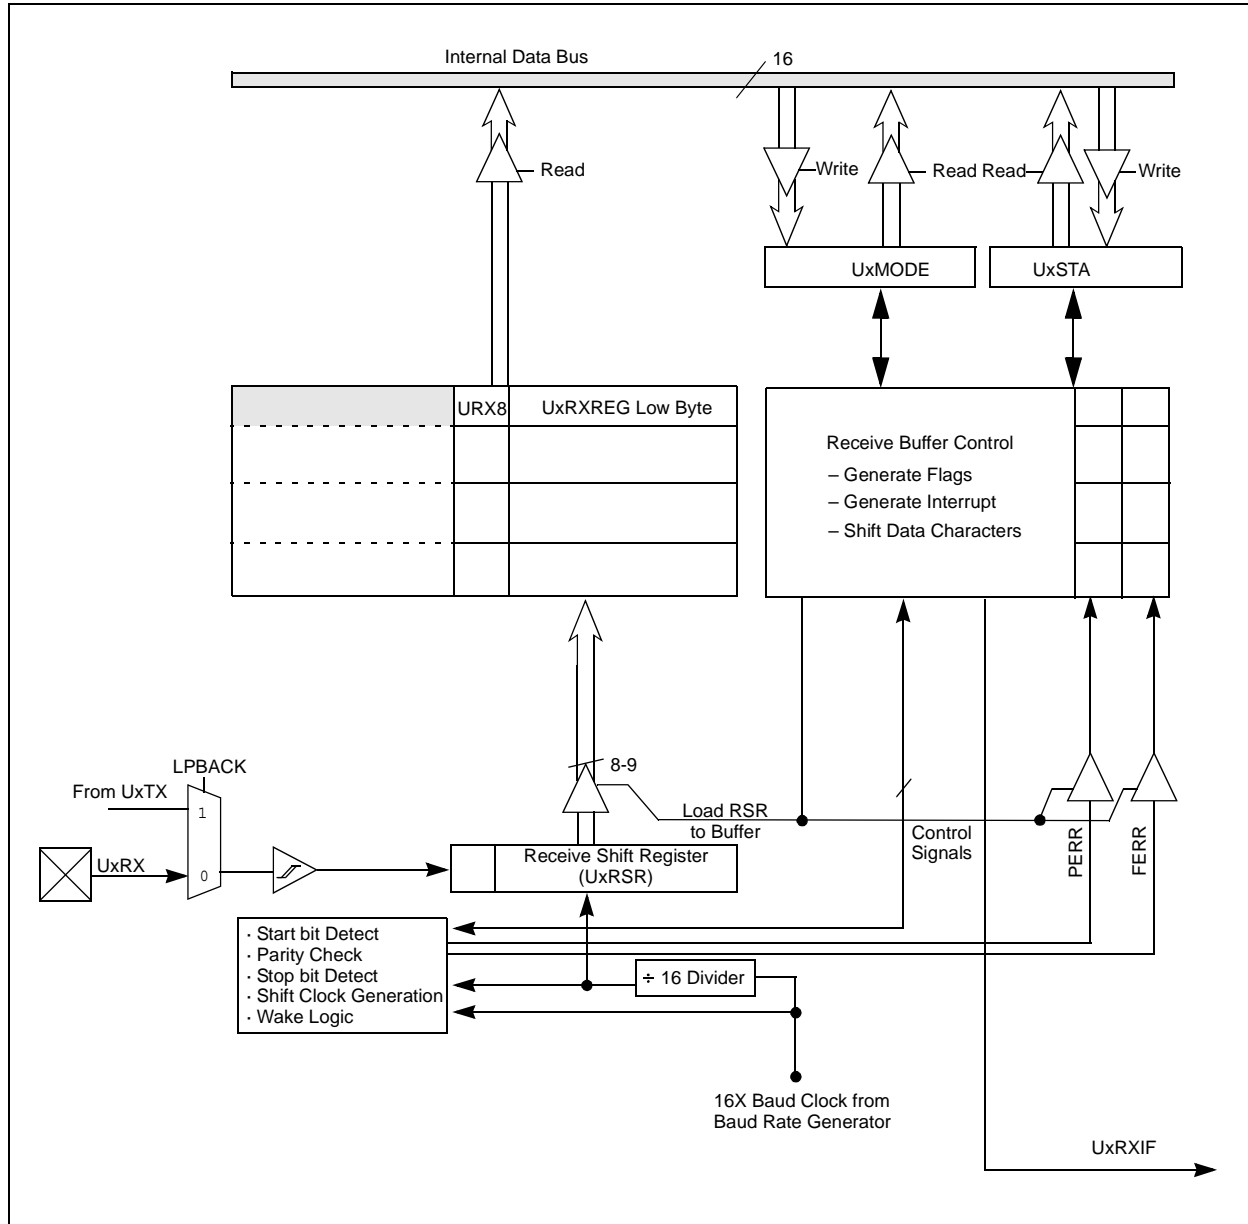 Internal Data Bus
16
Read
Write
Read Read
Write
UxMODE
UxSTA
URX8
UxRXREG Low Byte
Receive Buffer Control
– Generate Flags
– Generate Interrupt
– Shift Data Characters
LPBACK
From UxTX
1
8-9
Load RSR
to Buffer
Control
Signals
PERR
FERR
UxRX
0
Receive Shift Register
(UxRSR)
· Start bit Detect
· Parity Check
· Stop bit Detect
· Shift Clock Generation
· Wake Logic
÷ 16 Divider
16X Baud Clock from
Baud Rate Generator
UxRXIF